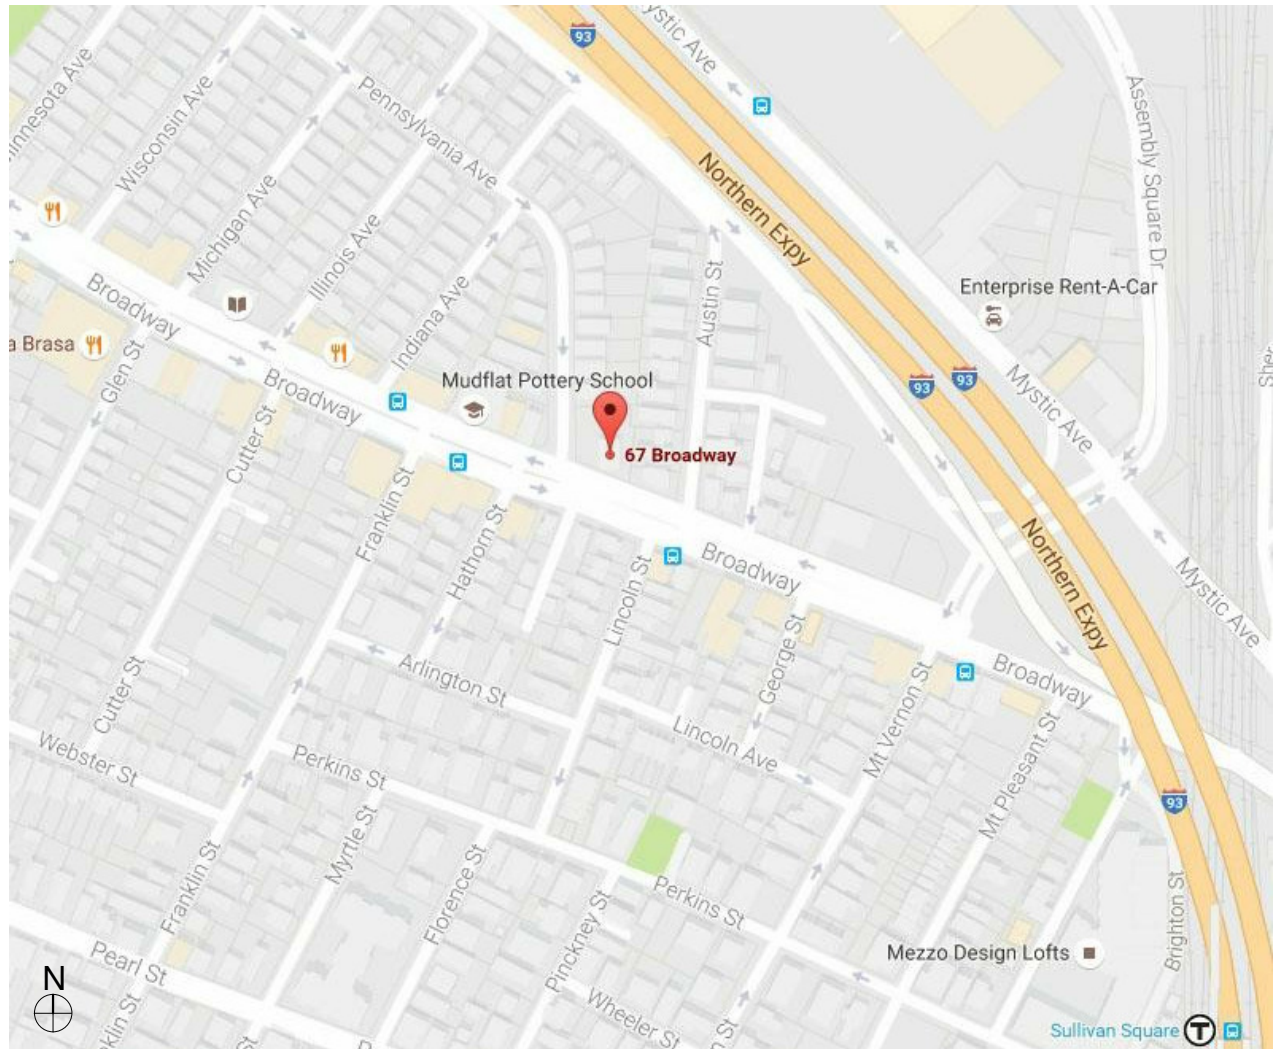 93
Mystic Ave
Minnesota Ave
Wisconsin Ave
Pennsylvania Ave
Assembly Square Dr
Northern Expy
Michigan Ave
Illinois Ave
Indiana Ave
Austin St
Enterprise Rent-A-Car
Broadway
a Brasa
Glen St
Mudflat Pottery School
93
93
Mystic Ave
Sher
Broadway
Cutter St
67 Broadway
Franklin St
Hathorn St
Lincoln St
Broadway
Northern Expy
Mystic Ave
George St
Arlington St
Broadway
Cutter St
Mt Vernon St
Webster St
Perkins St
Lincoln Ave
Mt Pleasant St
93
Myrtle St
Franklin St
Florence St
Perkins St
Pinckney St
Brighton St
Pearl St
Mezzo Design Lofts
N
Wheeler St
klin St
n St
Sullivan Square T